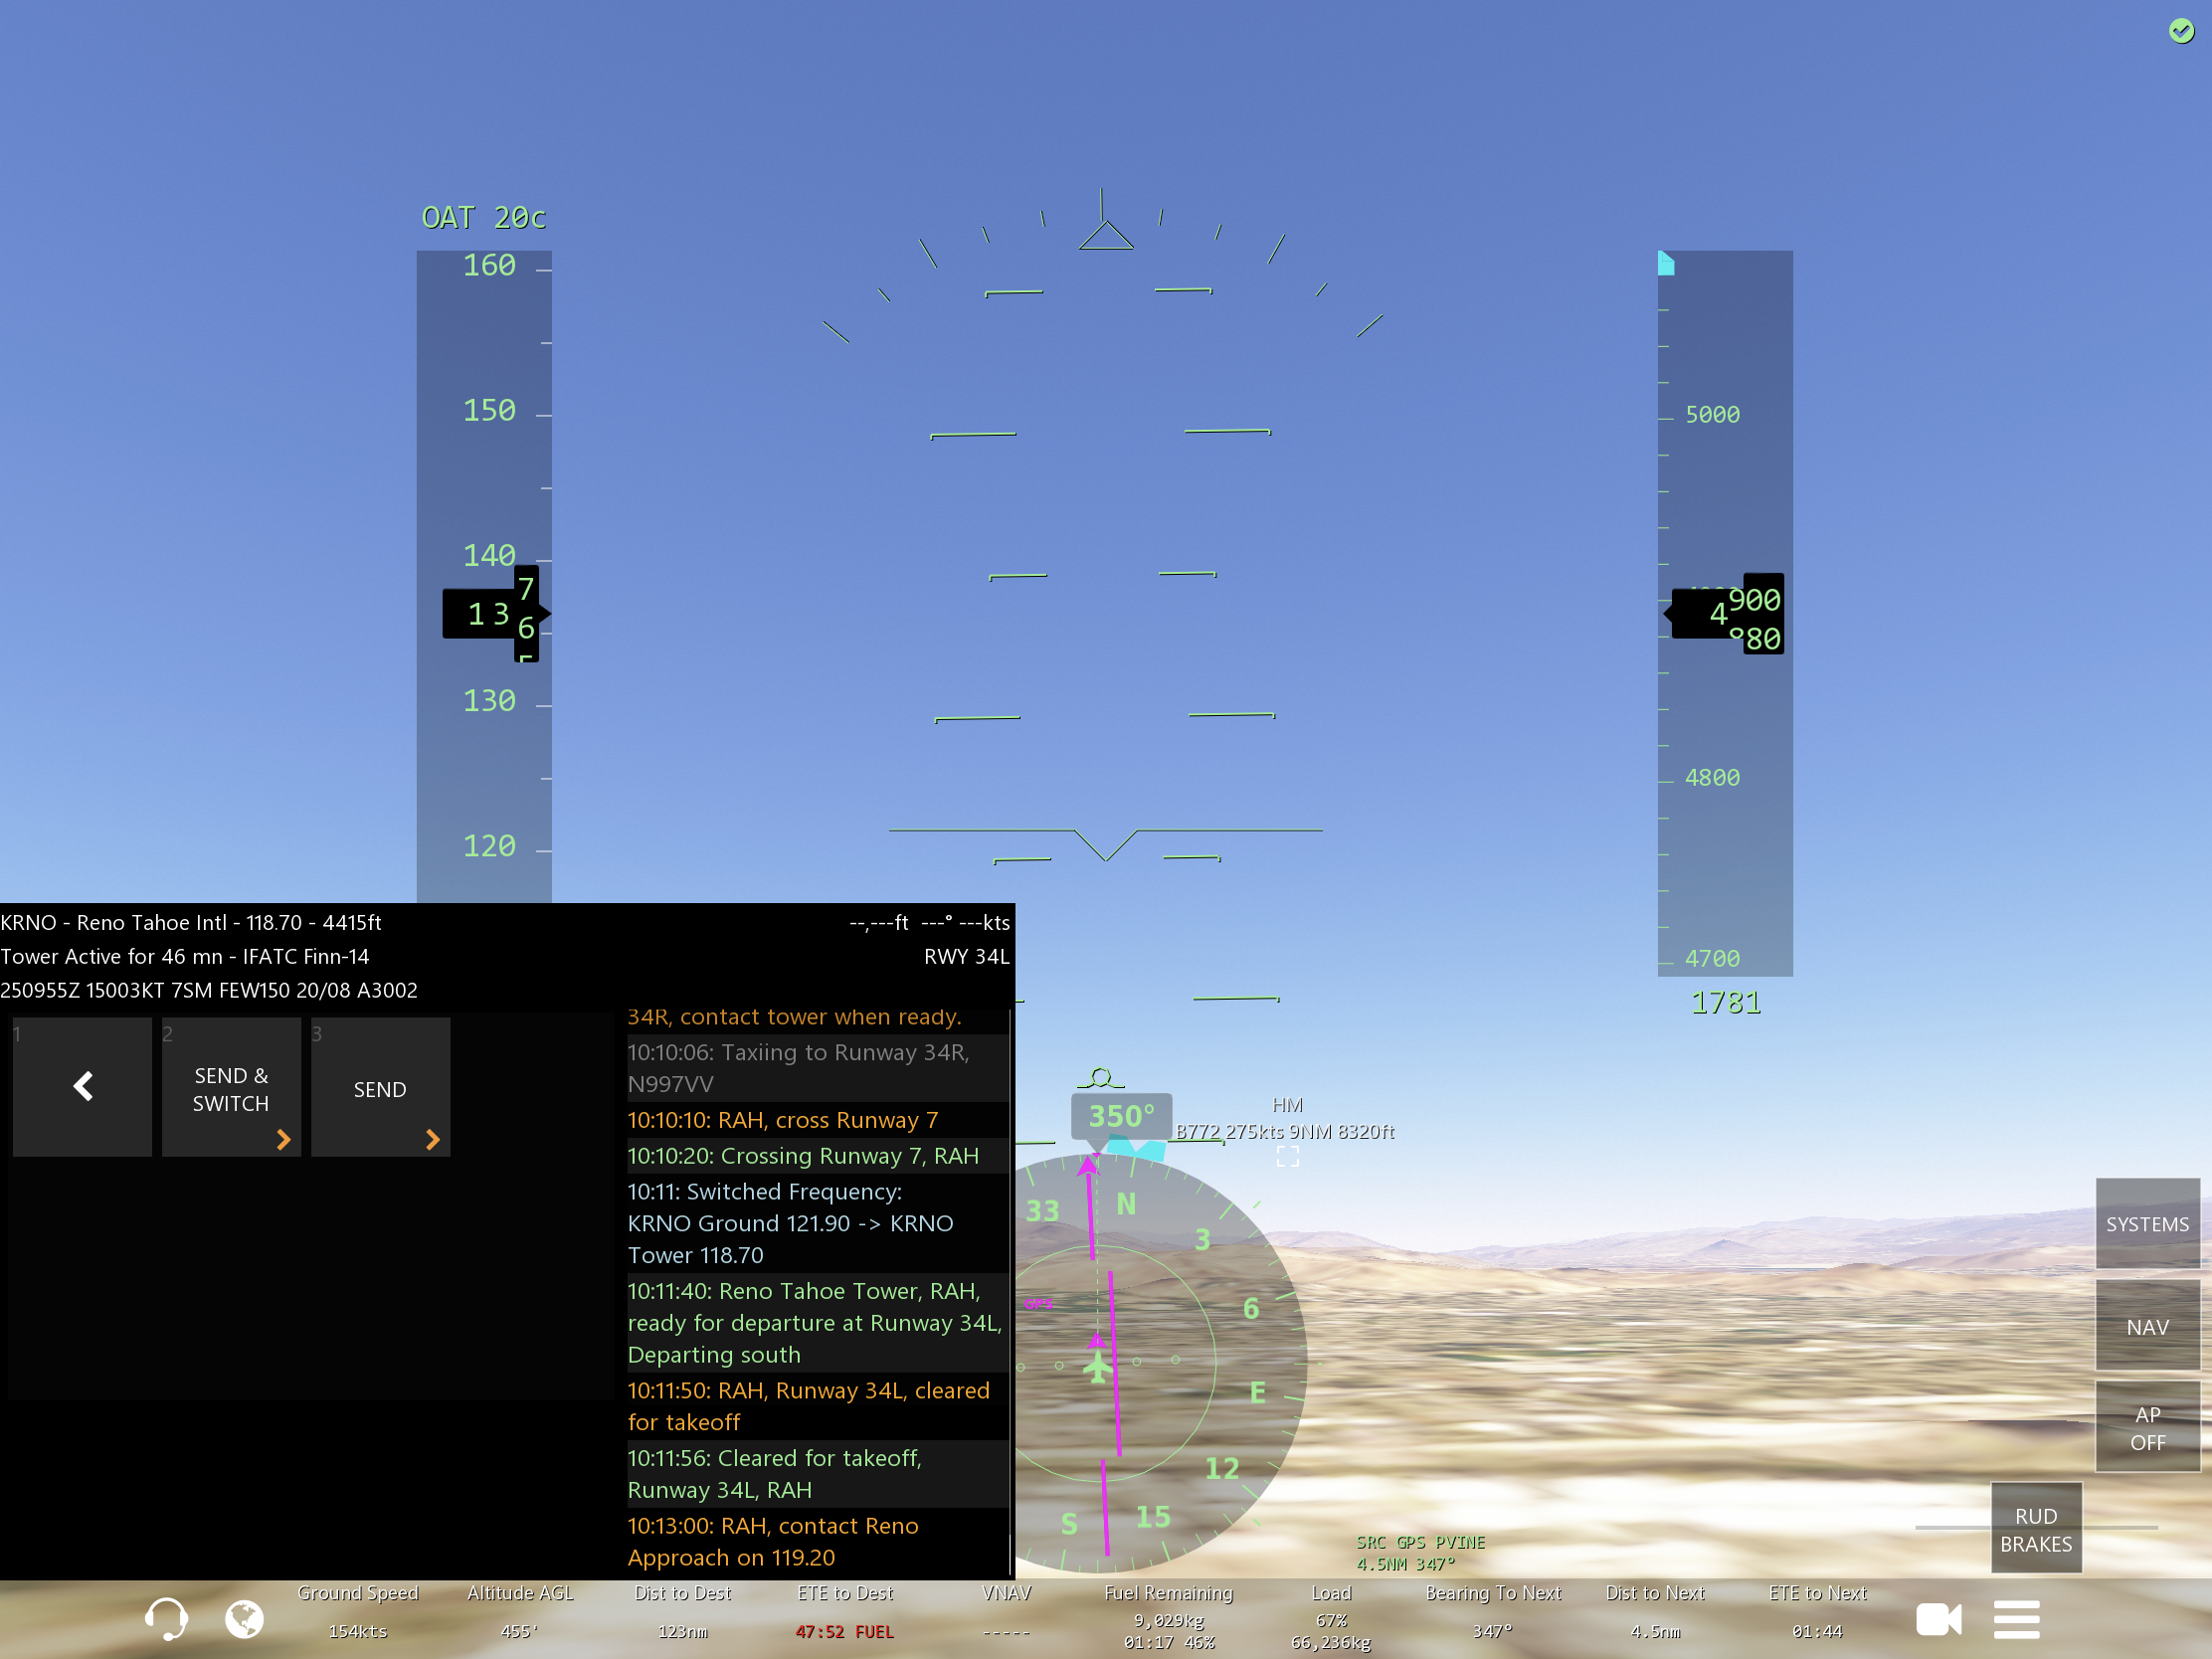 OAT 20c
160
150
140
130
120
7
13
6
5000
4800
4700
4
900
880
1781
KRNO - Reno Tahoe Intl - 118.70 - 4415ft
--,---ft ---° ---kts
Tower Active for 46 mn - IFATC Finn-14
RWY 34L
250955Z 15003KT 7SM FEW150 20/08 A3002
1
2
SEND &
SWITCH
3
SEND
34R, contact tower when ready.
10:10:06: Taxiing to Runway 34R,
N997VV
10:10:10: RAH, cross Runway 7
10:10:20: Crossing Runway 7, RAH
10:11: Switched Frequency:
KRNO Ground 121.90 -> KRNO
Tower 118.70
10:11:40: Reno Tahoe Tower, RAH,
ready for departure at Runway 34L,
Departing south
10:11:50: RAH, Runway 34L, cleared
for takeoff
10:11:56: Cleared for takeoff,
Runway 34L, RAH
10:13:00: RAH, contact Reno
Approach on 119.20
350°
HM
B772 275kts 9NM 8320ft
33
N
3
6
E
12
15
S
GPS
SRC GPS PVINE
4.5NM 347°
SYSTEMS
NAV
AP
OFF
RUD
BRAKES
Ground Speed
154kts
Altitude AGL
455'
Dist to Dest
123nm
ETE to Dest
47:52 FUEL
VNAV
-----
Fuel Remaining
9,029kg
01:17 46%
Load
67%
66,236kg
Bearing To Next
347°
Dist to Next
4.5nm
ETE to Next
01:44